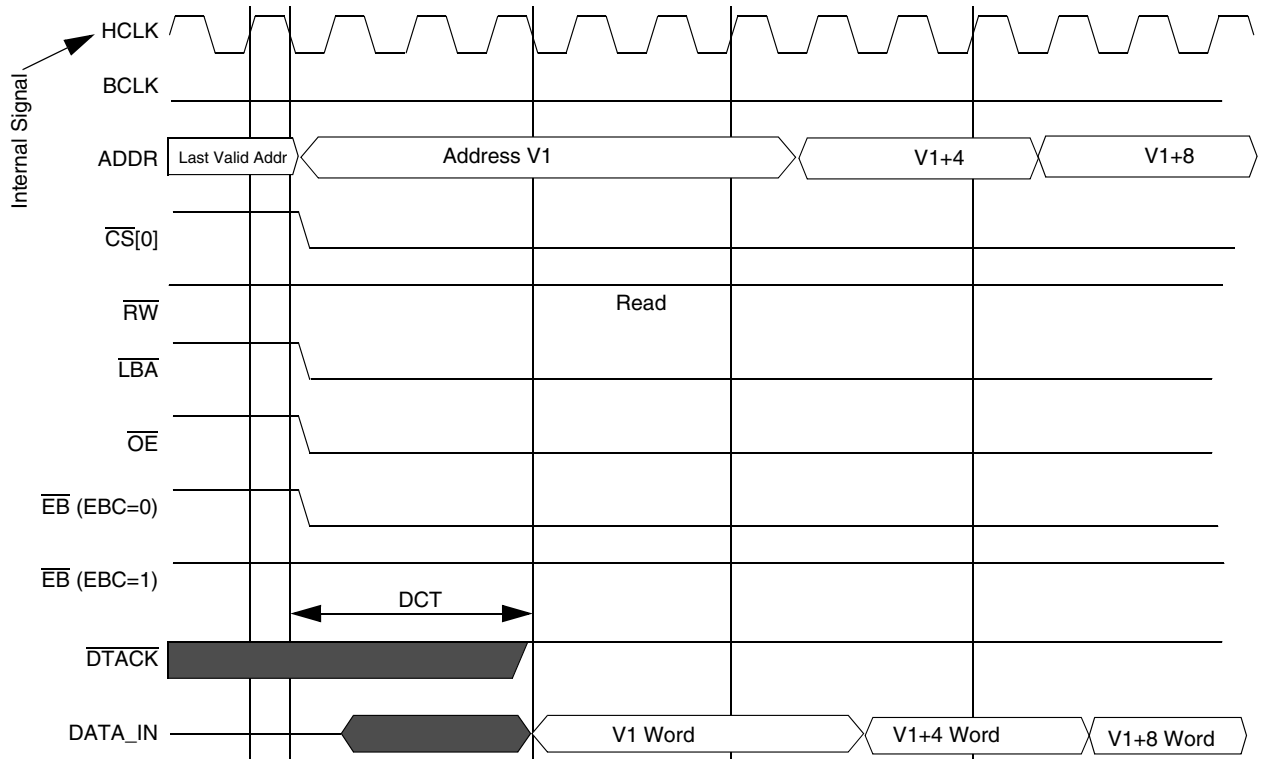 HCLK
Internal Signal
BCLK
ADDR Last Valid Addr Address V1 V1+4 V1+8
CS[0]
RW Read
LBA
OE
EB (EBC=0)
EB (EBC=1)
DCT
DTACK
DATA_IN V1 Word V1+4 Word V1+8 Word